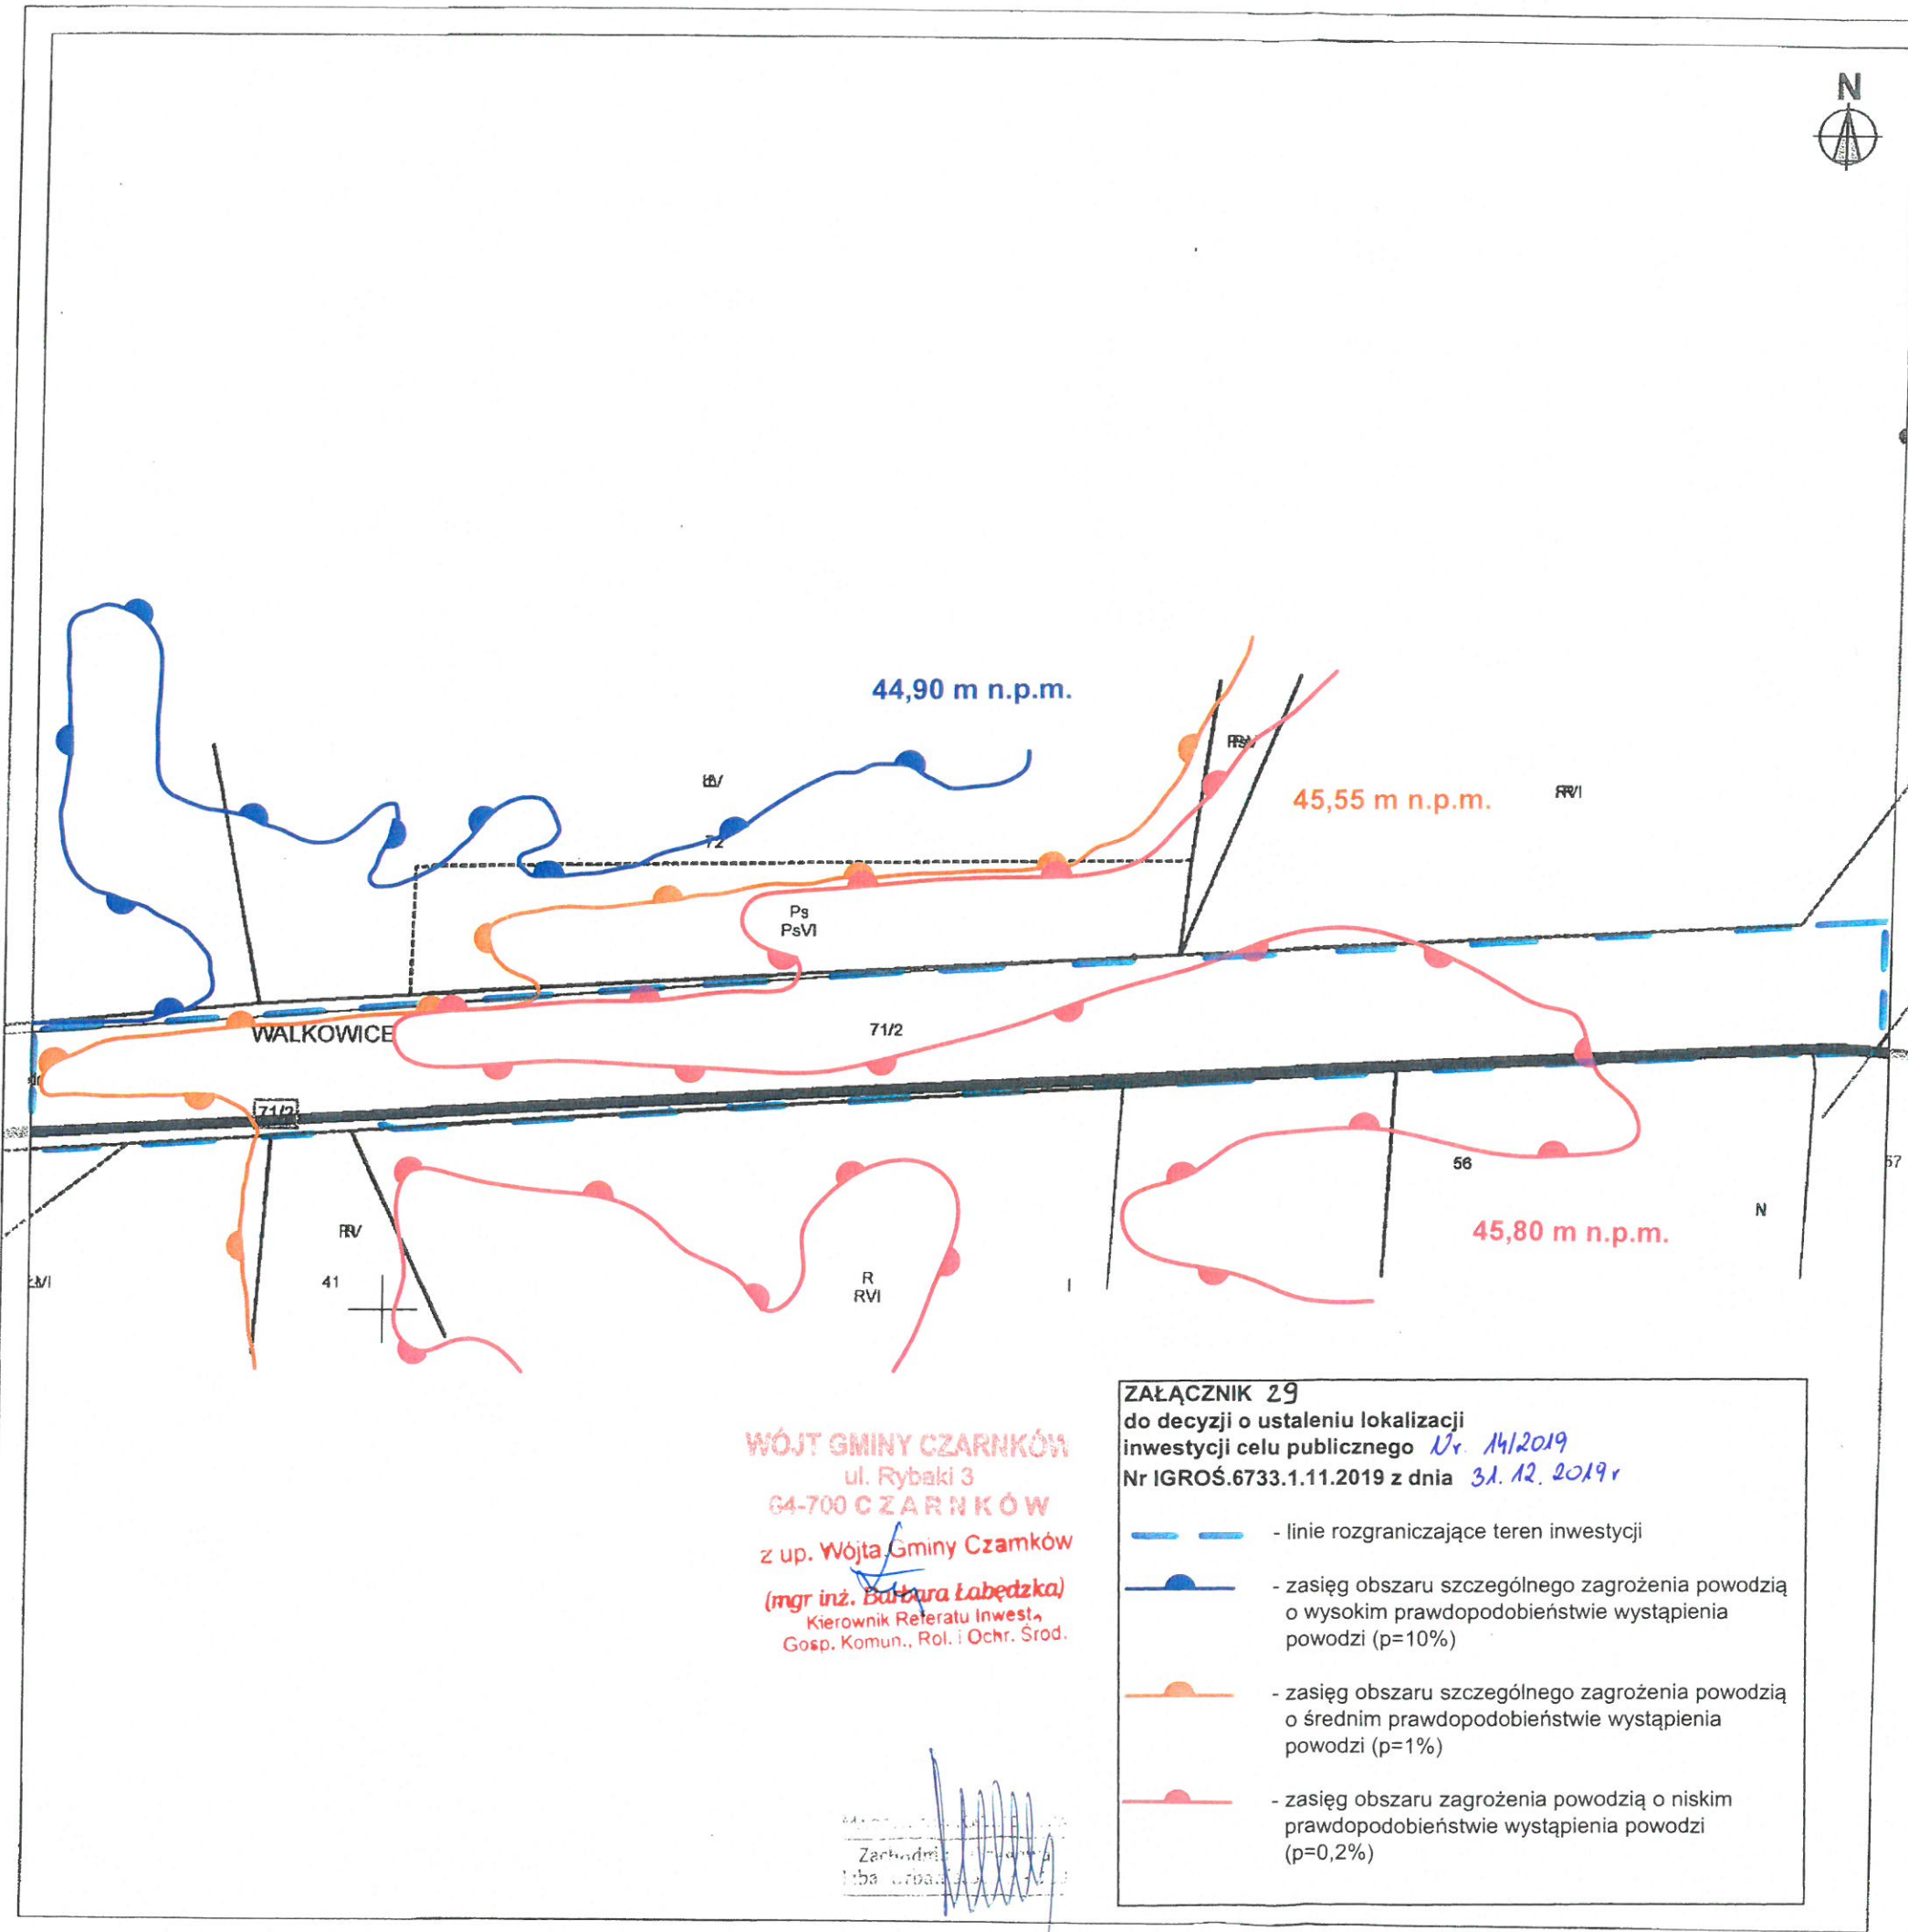 N
44,90 m n.p.m.
45,55 m n.p.m.
72
Ps
PsVI
WALKOWICE
71/2
71/2
56
57
N
45,80 m n.p.m.
41
R
RVI
ZAŁĄCZNIK 29
do decyzji o ustaleniu lokalizacji
inwestycji celu publicznego Nr. 14/2019
Nr IGROŚ.6733.1.11.2019 z dnia 31.12.2019 r
- linie rozgraniczające teren inwestycji
- zasięg obszaru szczególnego zagrożenia powodzią
o wysokim prawdopodobieństwie wystąpienia
powodzi (p=10%)
- zasięg obszaru szczególnego zagrożenia powodzią
o średnim prawdopodobieństwie wystąpienia
powodzi (p=1%)
- zasięg obszaru zagrożenia powodzią o niskim
prawdopodobieństwie wystąpienia powodzi
(p=0,2%)
WÓJT GMINY CZARNKÓW
ul. Rybaki 3
64-700 CZARNKÓW
z up. Wójta Gminy Czarnków
(mgr inż. Barbara Łabędzka)
Kierownik Referatu Inwest.,
Gosp. Komun., Rol. i Ochr. Środ.